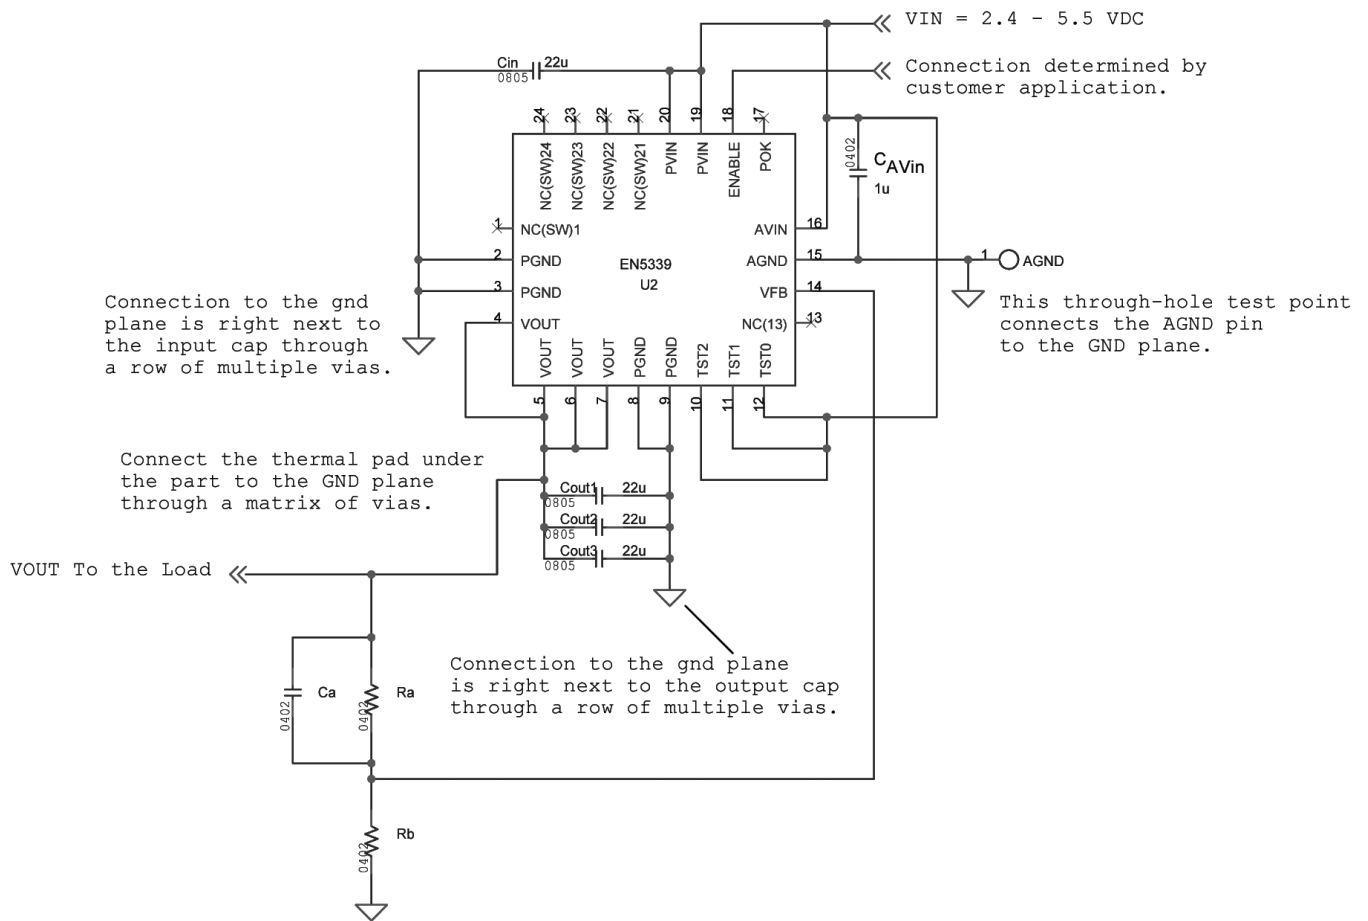 VIN = 2.4 - 5.5 VDC
Connection determined by
customer application.
Cin
22u
0805
24
23
22
21
20
19
18
17
NC(SW)24
NC(SW)23
NC(SW)22
NC(SW)21
PVIN
PVIN
ENABLE
POK
0402
CAVin
1u
1
NC(SW)1
AVIN
16
2
PGND
EN5339
AGND
15
1
AGND
U2
3
PGND
VFB
14
4
VOUT
NC(13)
13
Connection to the gnd
plane is right next to
the input cap through
a row of multiple vias.
This through-hole test point
connects the AGND pin
to the GND plane.
VOUT
VOUT
VOUT
PGND
PGND
TST2
TST1
TST0
5
6
7
8
9
10
11
12
Connect the thermal pad under
the part to the GND plane
through a matrix of vias.
Cout1
22u
0805
Cout2
22u
0805
Cout3
22u
0805
VOUT To the Load
Connection to the gnd plane
is right next to the output cap
through a row of multiple vias.
Ca
0402
Ra
0402
Rb
0402